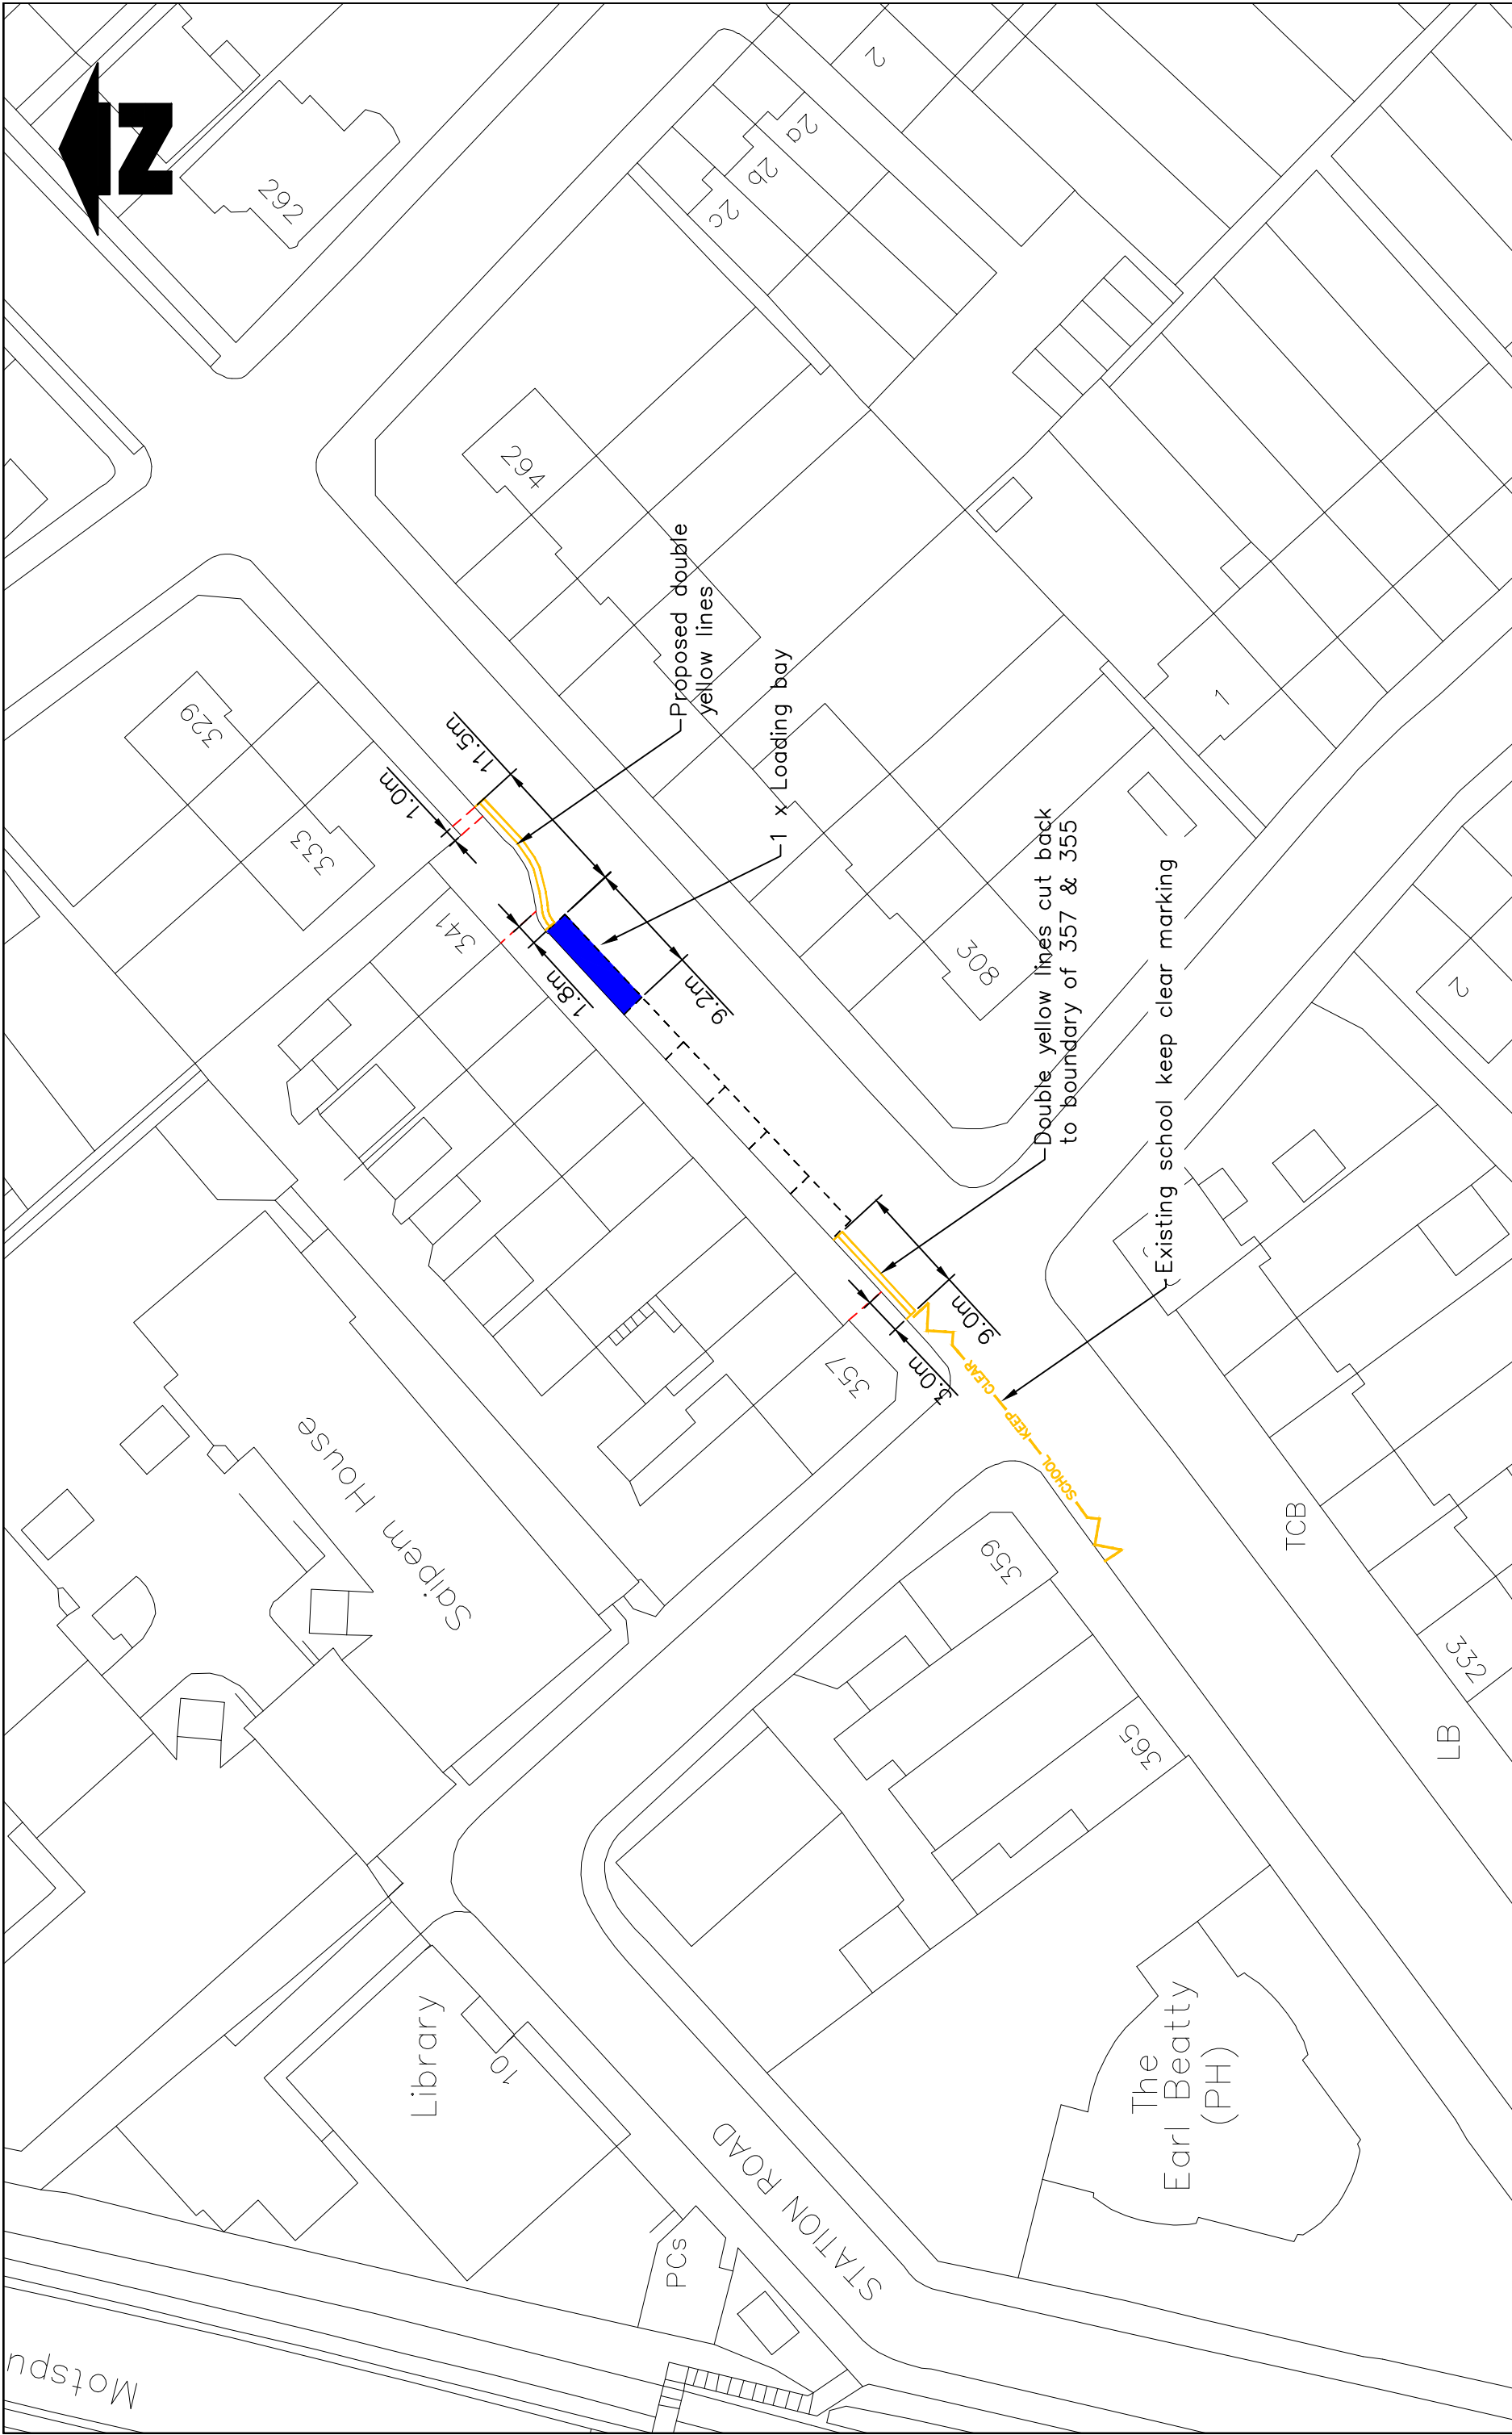 N
292
2
2a
2b
2c
294
329
333
Proposed double
yellow lines
11.5m
1.0m
1 x Loading bay
341
1.8m
9.2m
308
1
2
Double yellow lines cut back
to boundary of 357 & 355
Existing school keep clear marking
9.0m
3.0m
357
SCHOOL KEEP CLEAR
Saipem House
359
365
TCB
332
LB
Library
10
The
Earl Beatty
(PH)
STATION ROAD
PCs
Motspu